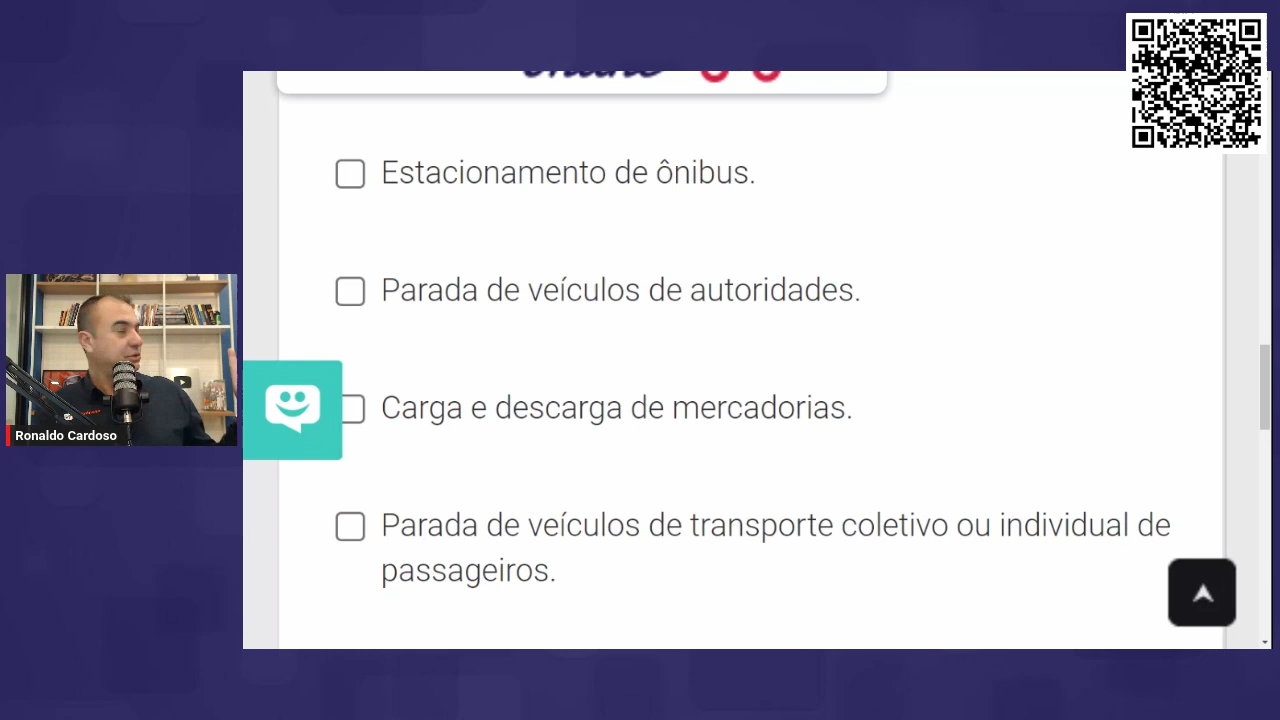 Estacionamento de ônibus.
Parada de veículos de autoridades.
Carga e descarga de mercadorias.
Parada de veículos de transporte coletivo ou individual de
passageiros.
Ronaldo Cardoso